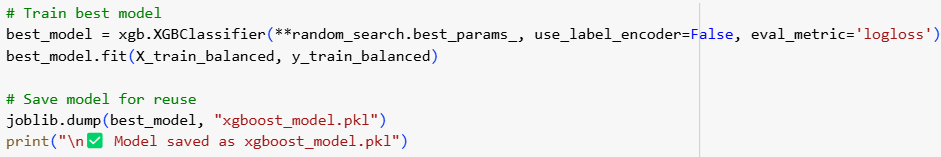 # Train best model
best_model = xgb.XGBClassifier(**random_search.best_params_, use_label_encoder=False, eval_metric='logloss')
best_model.fit(X_train_balanced, y_train_balanced)
# Save model for reuse
joblib.dump(best_model, "xgboost_model.pkl")
print("\n✅ Model saved as xgboost_model.pkl")